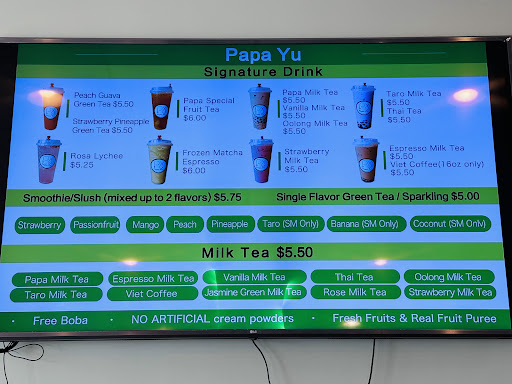 Papa Yu
Signature Drink
Peach Guava
Green Tea $5.50
Strawberry Pineapple
Green Tea $5.50
Papa Special
Fruit Tea
$6.00
Papa Milk Tea
$5.50
Vanilla Milk Tea
$5.50
Oolong Milk Tea
$5.50
Taro Milk Tea
$5.50
Thai Tea
$5.50
Rosa Lychee
$5.25
Frozen Matcha
Espresso
$6.00
Strawberry
Milk Tea
$5.50
Espresso Milk Tea
$5.50
Viet Coffee(16oz only)
$5.50
Smoothie/Slush (mixed up to 2 flavors) $5.75
Single Flavor Green Tea / Sparkling $5.00
Strawberry Passionfruit Mango Peach Pineapple Taro (SM Only) Banana (SM Only) Coconut (SM Only)
Milk Tea $5.50
Papa Milk Tea Espresso Milk Tea Vanilla Milk Tea Thai Tea Oolong Milk Tea
Taro Milk Tea Viet Coffee Jasmine Green Milk Tea Rose Milk Tea Strawberry Milk Tea
· Free Boba · NO ARTIFICIAL cream powders · Fresh Fruits & Real Fruit Puree
LG